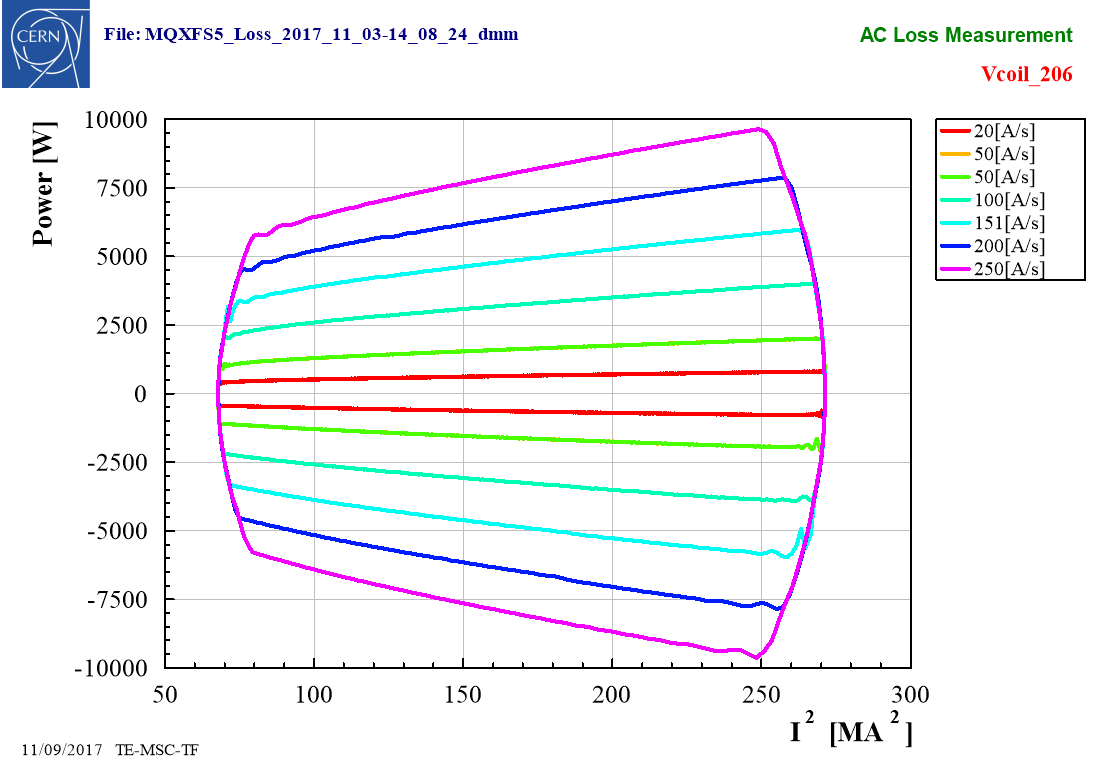 CERN
File: MQXFS5_Loss_2017_11_03-14_08_24_dmm
AC Loss Measurement
Vcoil_206
Power [W]
10000
7500
5000
2500
0
-2500
-5000
-7500
-10000
50
100
150
200
250
300
I² [MA²]
20[A/s]
50[A/s]
50[A/s]
100[A/s]
151[A/s]
200[A/s]
250[A/s]
11/09/2017 TE-MSC-TF